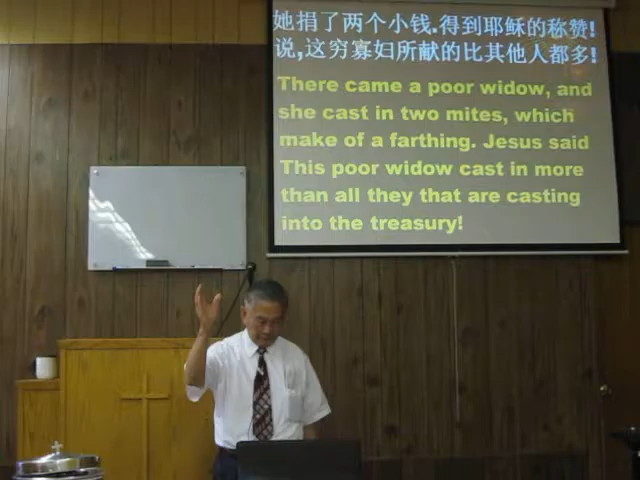 她捐了两个小钱.得到耶稣的称赞!
说,这穷寡妇所献的比其他人都多!
There came a poor widow, and
she cast in two mites, which
make of a farthing. Jesus said
This poor widow cast in more
than all they that are casting
into the treasury!